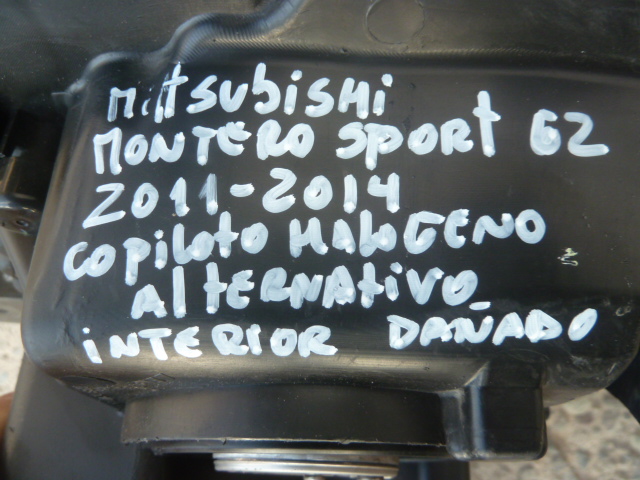 Mitsubishi
MONTERO SPORT G2
2011-2014
COPILOTO HALOGENO
ALTERNATIVO
INTERIOR DAÑADO